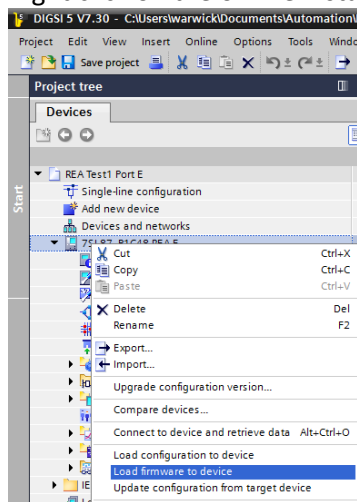 DIGSI 5 V7.30 - C:\Users\warwick\Documents\Automation\
Project Edit View Insert Online Options Tools
Save project
Project tree
Devices
Start
REA Test1 Port E
Single-line configuration
Add new device
Devices and networks
7SL87_B1C48 REA E
Cut Ctrl+X
Copy Ctrl+C
Paste Ctrl+V
Delete Del
Rename F2
Export...
Import...
Upgrade configuration version...
Compare devices...
Connect to device and retrieve data Alt+Ctrl+O
Load configuration to device
Load firmware to device
Update configuration from target device